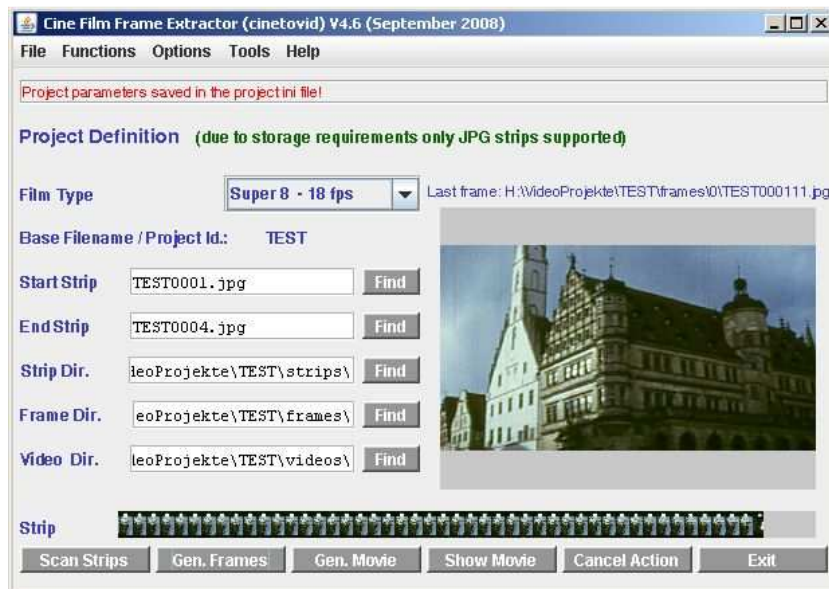 Cine Film Frame Extractor (cinetovid) V4.6 (September 2008)
File Functions Options Tools Help
Project parameters saved in the project ini file!
Project Definition (due to storage requirements only JPG strips supported)
Film Type Super 8 - 18 fps Last frame: H:\VideoProjekte\TEST\frames\0\TEST000111.jpg
Base Filename / Project Id.: TEST
Start Strip TEST0001.jpg Find
End Strip TEST0004.jpg Find
Strip Dir. leoProjekte\TEST\strips\ Find
Frame Dir. eoProjekte\TEST\frames\ Find
Video Dir. leoProjekte\TEST\videos\ Find
Strip
Scan Strips Gen. Frames Gen. Movie Show Movie Cancel Action Exit